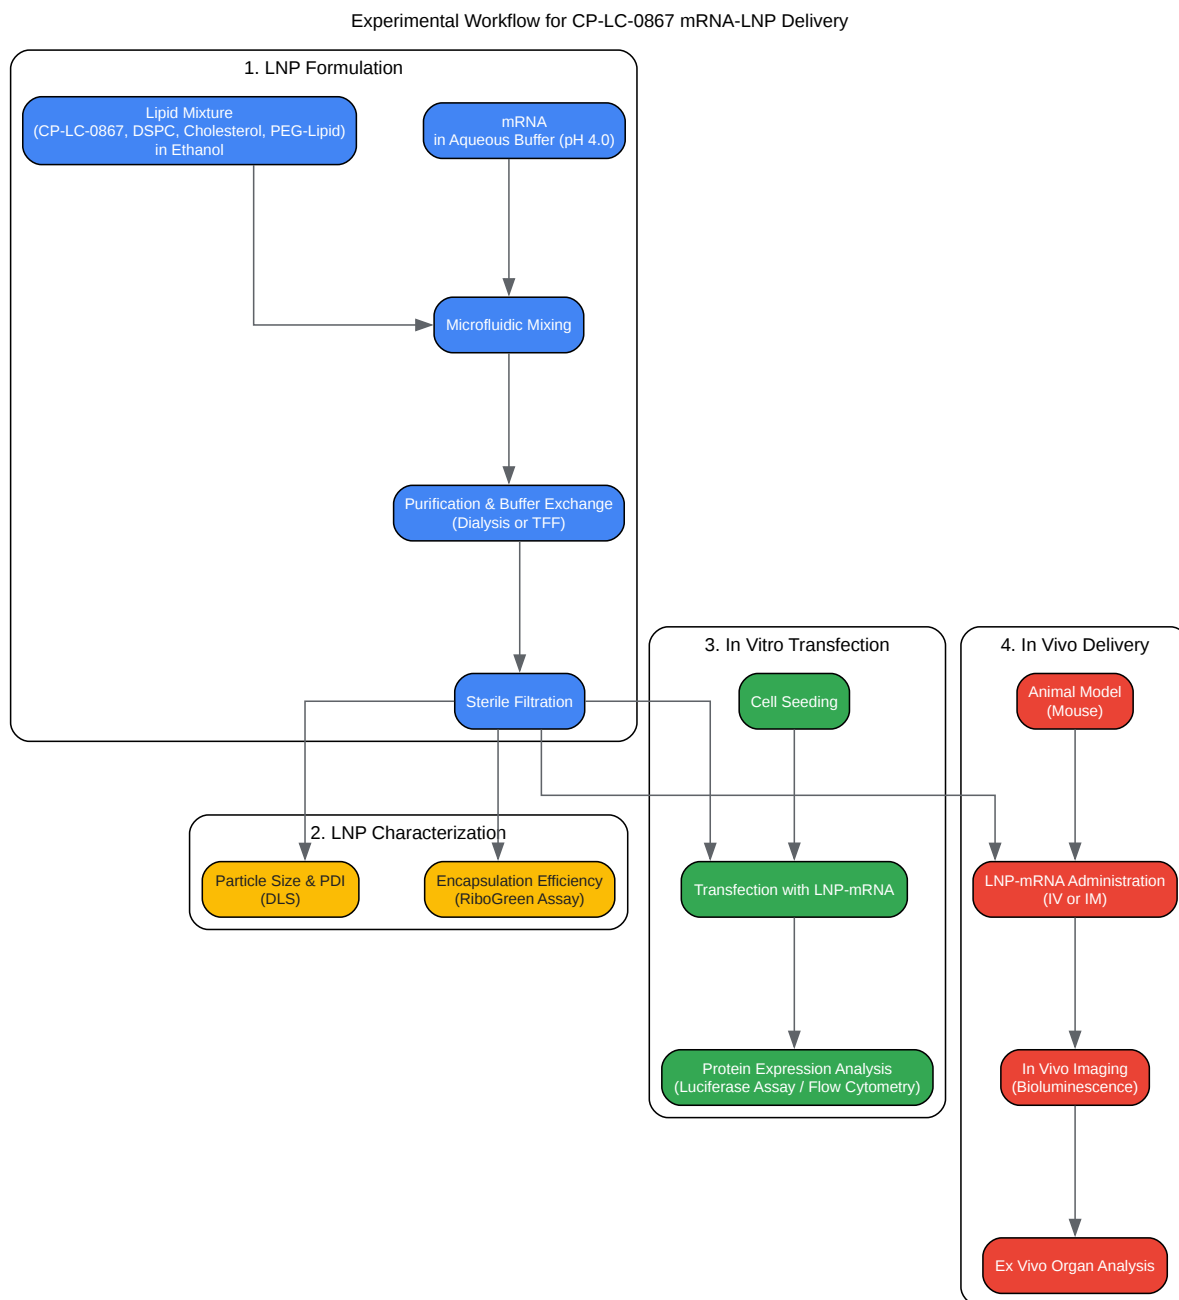 Experimental Workflow for CP-LC-0867 mRNA-LNP Delivery
1. LNP Formulation
Lipid Mixture
(CP-LC-0867, DSPC, Cholesterol, PEG-Lipid)
in Ethanol
mRNA
in Aqueous Buffer (pH 4.0)
Microfluidic Mixing
Purification & Buffer Exchange
(Dialysis or TFF)
Sterile Filtration
2. LNP Characterization
Particle Size & PDI
(DLS)
Encapsulation Efficiency
(RiboGreen Assay)
3. In Vitro Transfection
Cell Seeding
Transfection with LNP-mRNA
Protein Expression Analysis
(Luciferase Assay / Flow Cytometry)
4. In Vivo Delivery
Animal Model
(Mouse)
LNP-mRNA Administration
(IV or IM)
In Vivo Imaging
(Bioluminescence)
Ex Vivo Organ Analysis